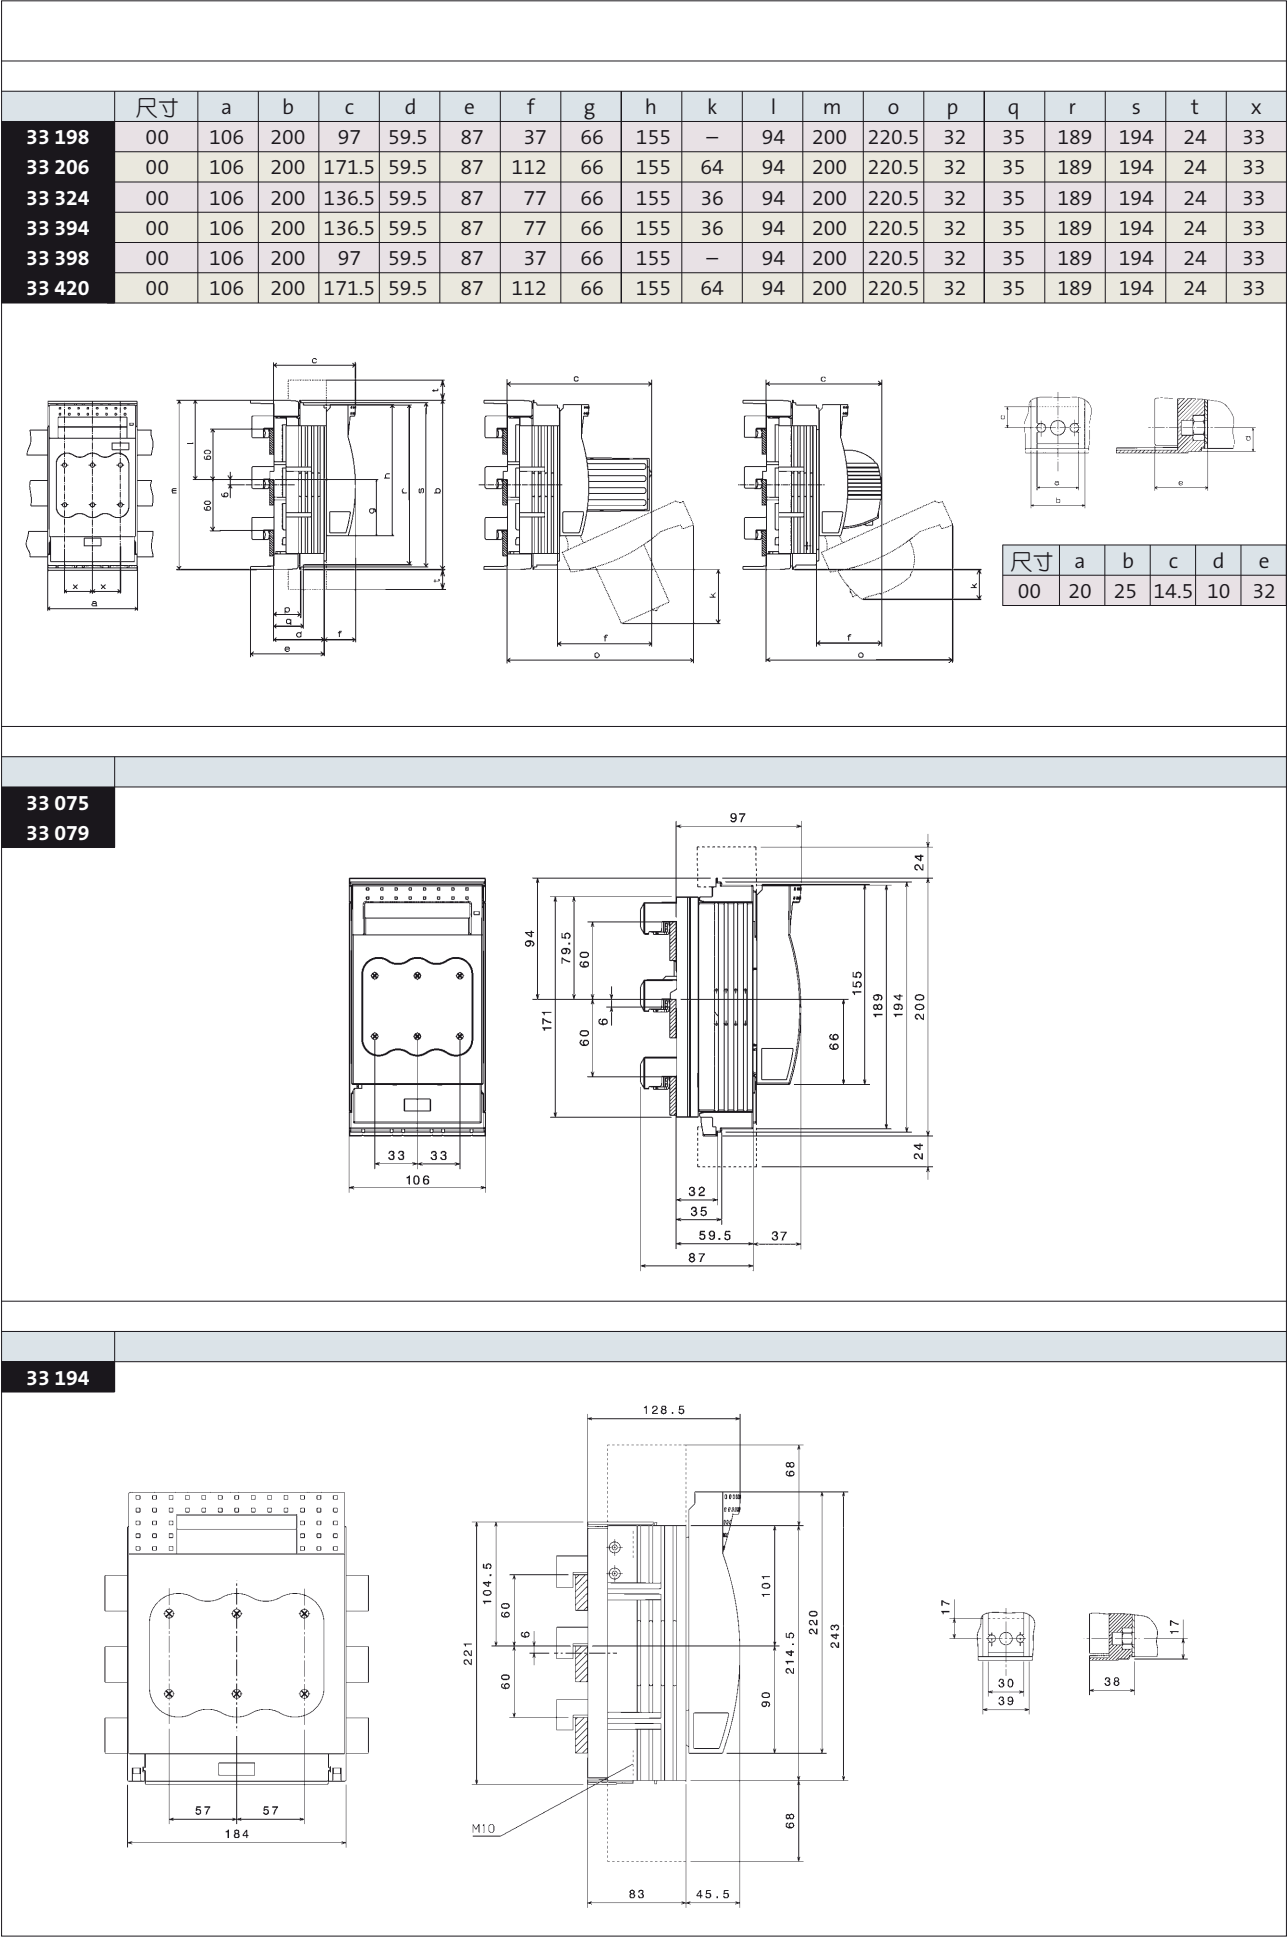 尺寸 a b c d e f g h k l m o p q r s t x
33 198 00 106 200 97 59.5 87 37 66 155 – 94 200 220.5 32 35 189 194 24 33
33 206 00 106 200 171.5 59.5 87 112 66 155 64 94 200 220.5 32 35 189 194 24 33
33 324 00 106 200 136.5 59.5 87 77 66 155 36 94 200 220.5 32 35 189 194 24 33
33 394 00 106 200 136.5 59.5 87 77 66 155 36 94 200 220.5 32 35 189 194 24 33
33 398 00 106 200 97 59.5 87 37 66 155 – 94 200 220.5 32 35 189 194 24 33
33 420 00 106 200 171.5 59.5 87 112 66 155 64 94 200 220.5 32 35 189 194 24 33
x x
a
c
t
m
l
60
6
60
h
r
s
b
g
t
p
q
d f
e
c
k
f
o
c
k
f
o
c
a
b
d
e
尺寸 a b c d e
00 20 25 14.5 10 32
33 075
33 079
33 33
106
97
24
94
79.5
60
171
6
60
155
189
194
200
66
24
32
35
59.5 37
87
33 194
57 57
184
128.5
68
104.5
60
6
221
60
101
220
214.5
243
90
M10
68
83 45.5
17
30
39
17
38